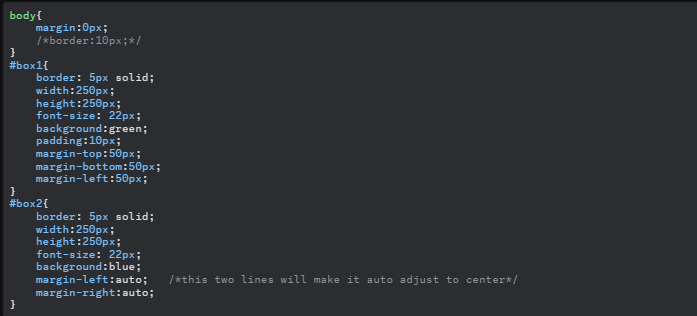 body{
    margin:0px;
    /*border:10px;*/
}
#box1{
    border: 5px solid;
    width:250px;
    height:250px;
    font-size: 22px;
    background:green;
    padding:10px;
    margin-top:50px;
    margin-bottom:50px;
    margin-left:50px;
}
#box2{
    border: 5px solid;
    width:250px;
    height:250px;
    font-size: 22px;
    background:blue;
    margin-left:auto;   /*this two lines will make it auto adjust to center*/
    margin-right:auto;
}